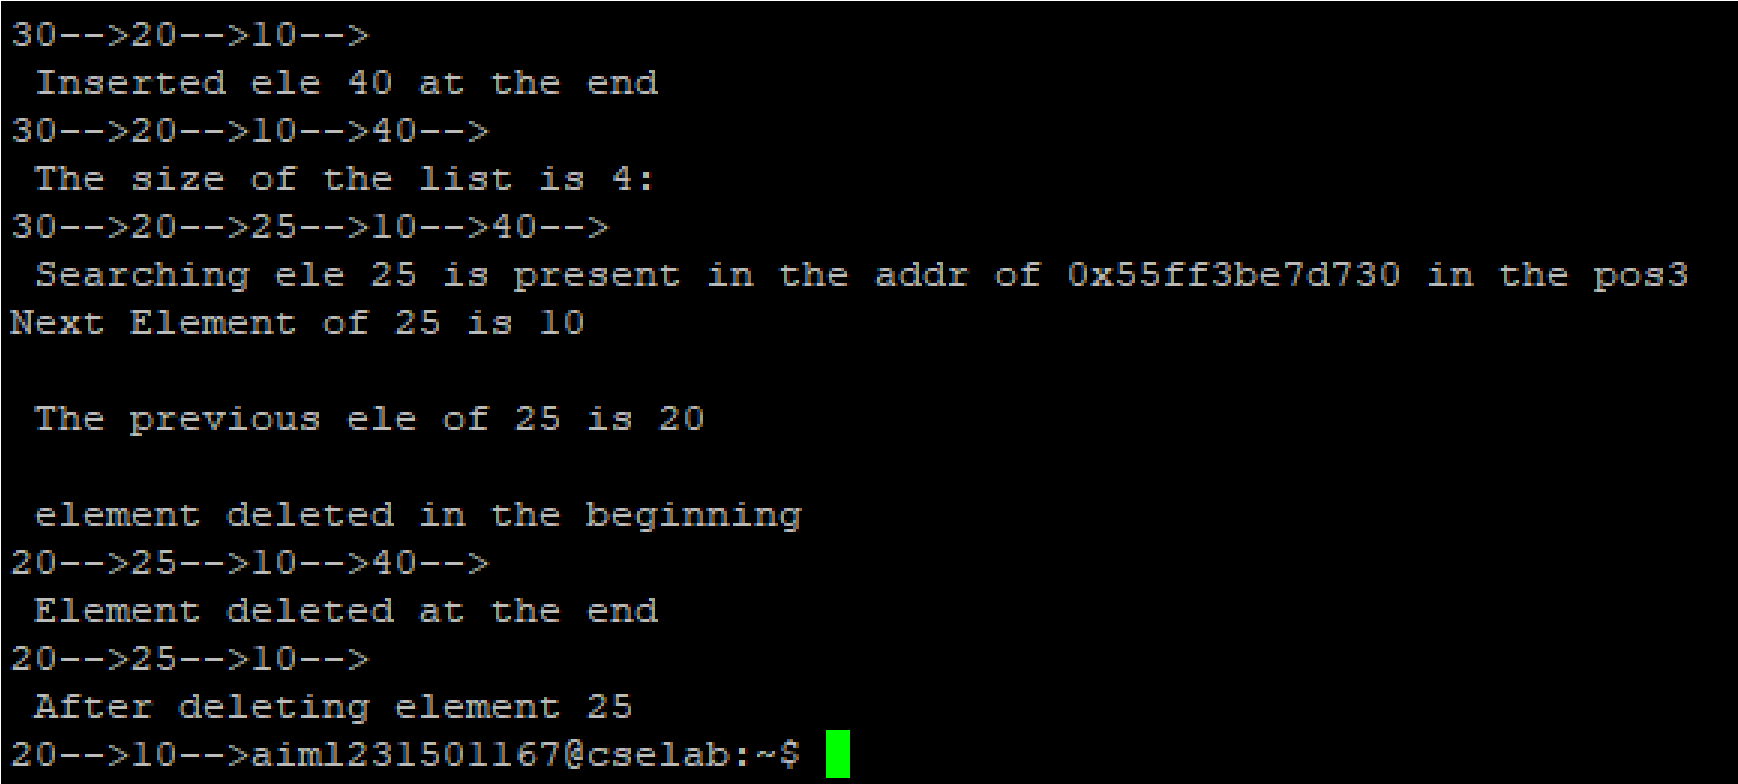 30-->20-->10-->
Inserted ele 40 at the end
30-->20-->10-->40-->
The size of the list is 4:
30-->20-->25-->10-->40-->
Searching ele 25 is present in the addr of 0x55ff3be7d730 in the pos3
Next Element of 25 is 10
The previous ele of 25 is 20
element deleted in the beginning
20-->25-->10-->40-->
Element deleted at the end
20-->25-->10-->
After deleting element 25
20-->10-->aiml231501167@cselab:~$